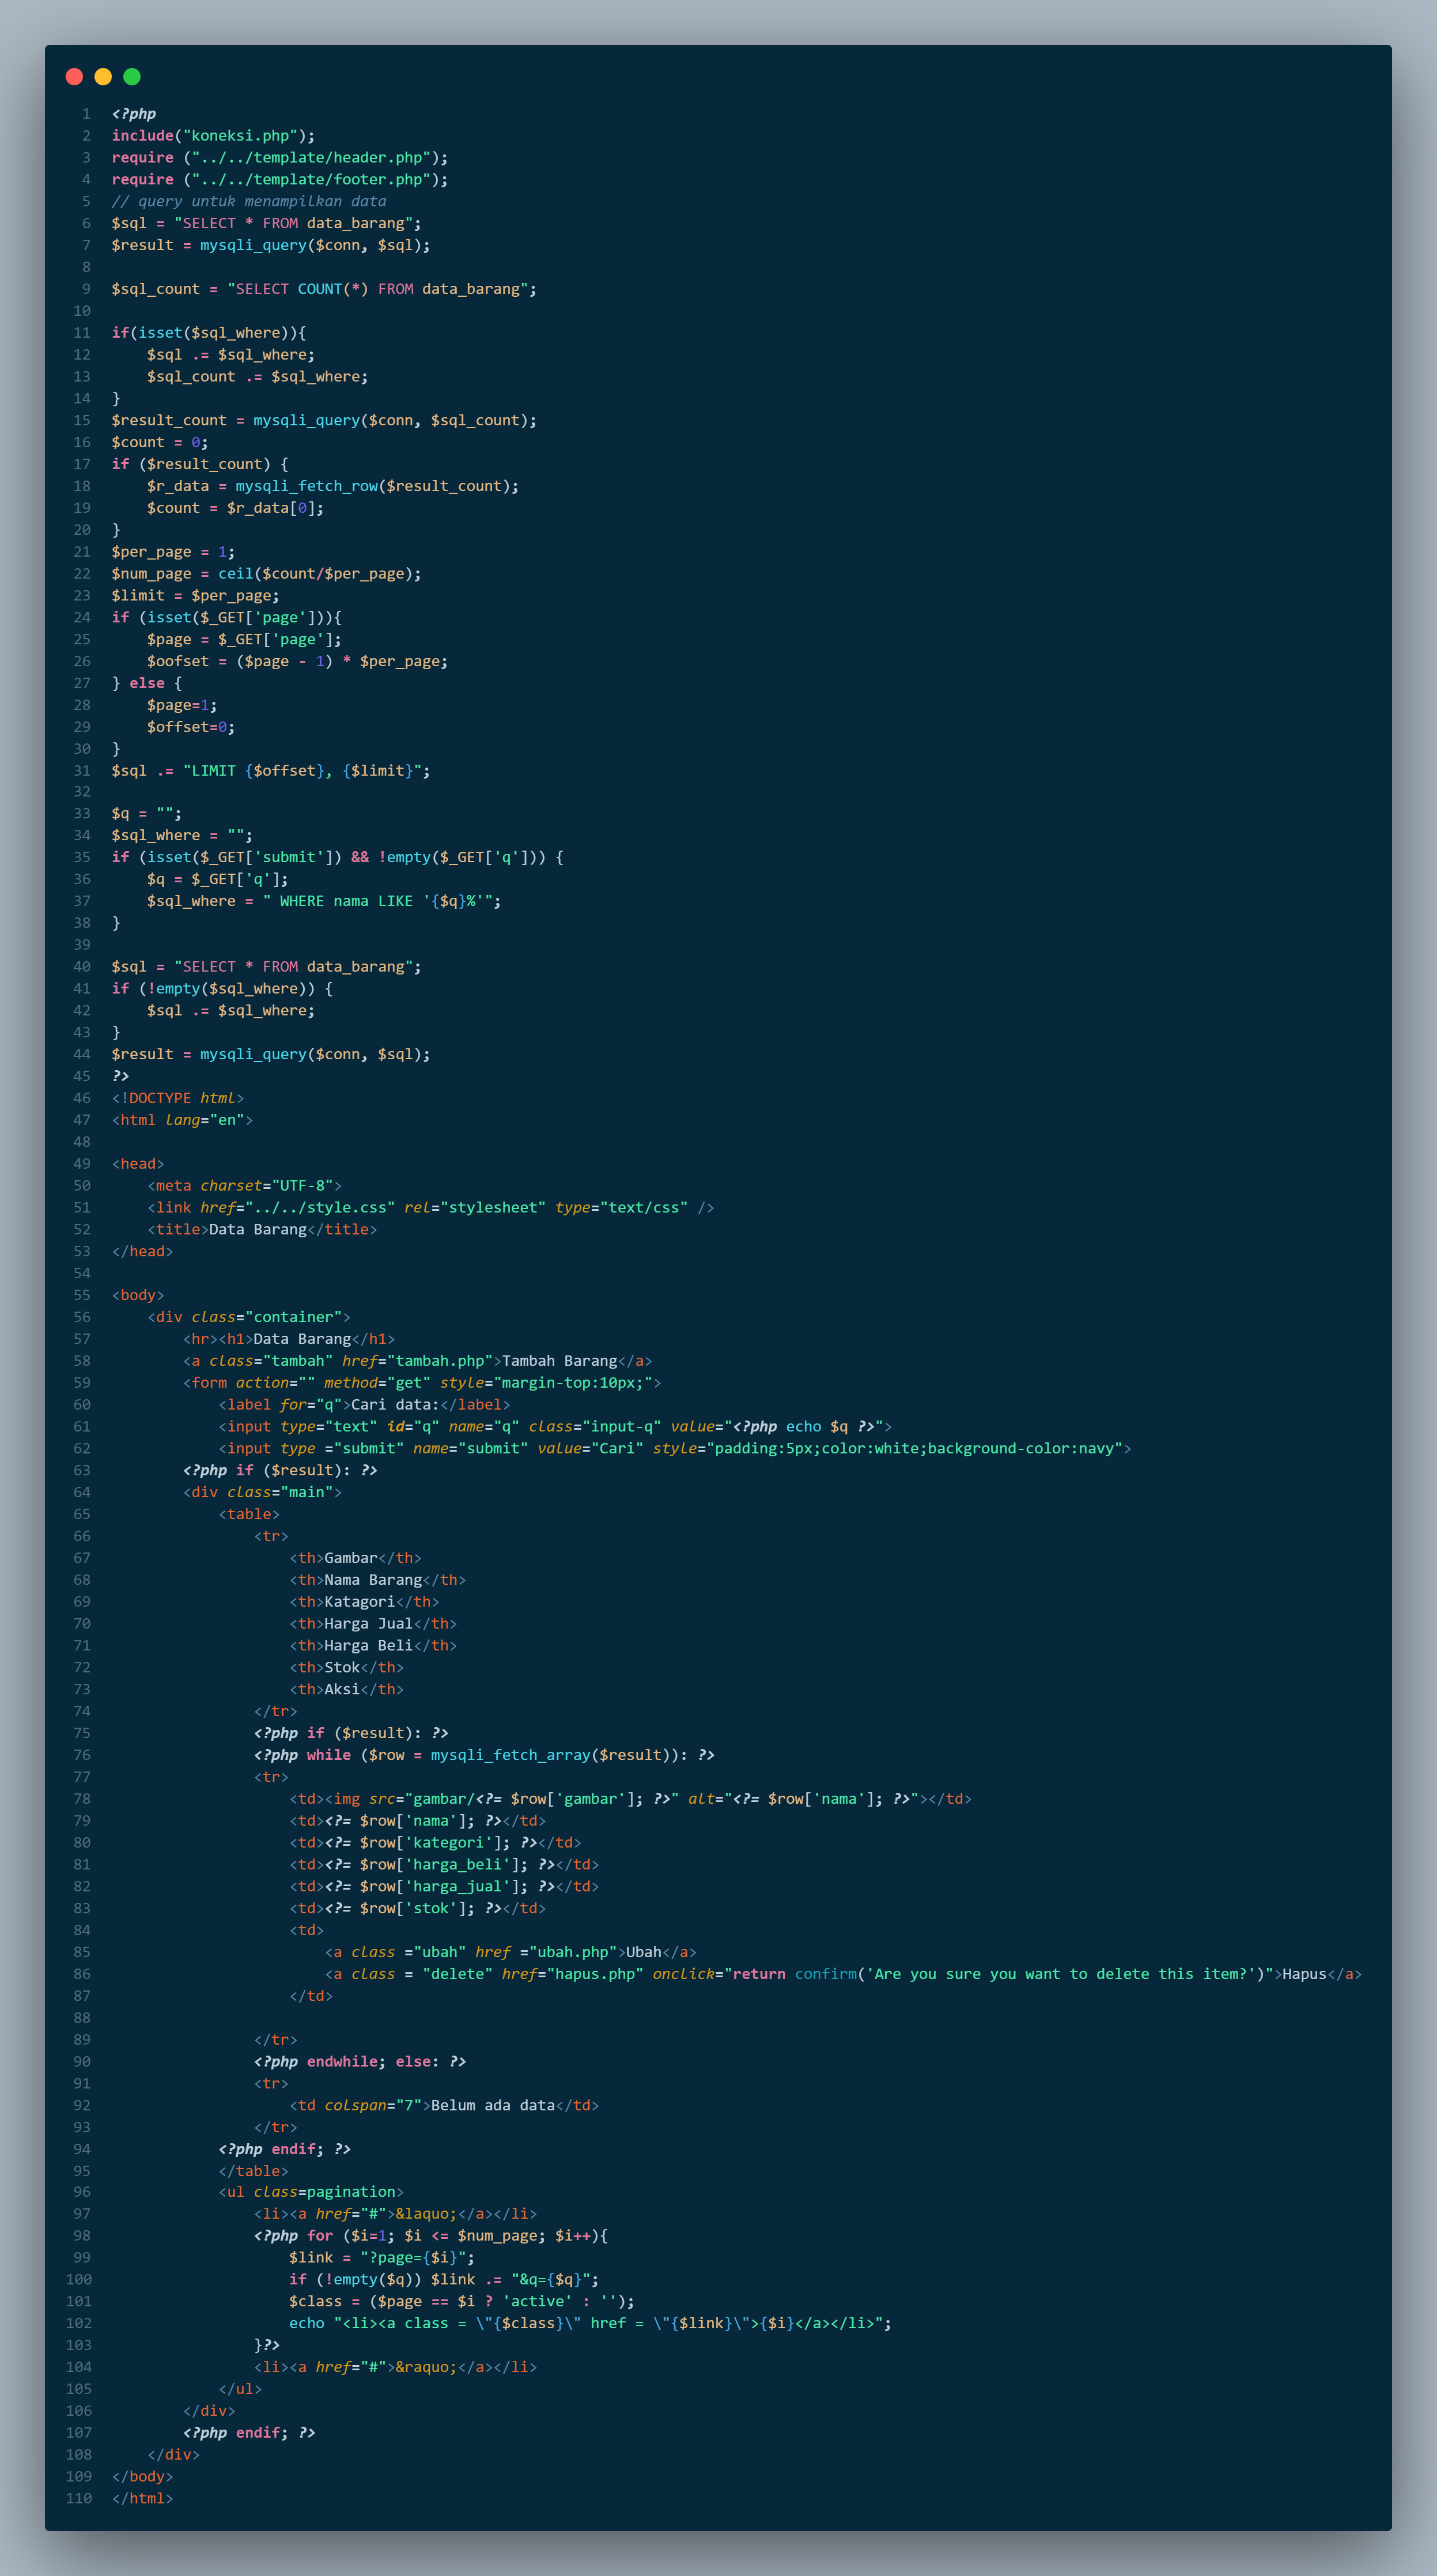 1 <?php
2 include("koneksi.php");
3 require ("../../template/header.php");
4 require ("../../template/footer.php");
5 // query untuk menampilkan data
6 $sql = "SELECT * FROM data_barang";
7 $result = mysqli_query($conn, $sql);
8
9 $sql_count = "SELECT COUNT(*) FROM data_barang";
10
11 if(isset($sql_where)){
12     $sql .= $sql_where;
13     $sql_count .= $sql_where;
14 }
15 $result_count = mysqli_query($conn, $sql_count);
16 $count = 0;
17 if ($result_count) {
18     $r_data = mysqli_fetch_row($result_count);
19     $count = $r_data[0];
20 }
21 $per_page = 1;
22 $num_page = ceil($count/$per_page);
23 $limit = $per_page;
24 if (isset($_GET['page'])){
25     $page = $_GET['page'];
26     $oofset = ($page - 1) * $per_page;
27 } else {
28     $page=1;
29     $offset=0;
30 }
31 $sql .= "LIMIT {$offset}, {$limit}";
32
33 $q = "";
34 $sql_where = "";
35 if (isset($_GET['submit']) && !empty($_GET['q'])) {
36     $q = $_GET['q'];
37     $sql_where = " WHERE nama LIKE '{$q}%'";
38 }
39
40 $sql = "SELECT * FROM data_barang";
41 if (!empty($sql_where)) {
42     $sql .= $sql_where;
43 }
44 $result = mysqli_query($conn, $sql);
45 ?>
46 <!DOCTYPE html>
47 <html lang="en">
48
49 <head>
50     <meta charset="UTF-8">
51     <link href="../../style.css" rel="stylesheet" type="text/css" />
52     <title>Data Barang</title>
53 </head>
54
55 <body>
56     <div class="container">
57         <hr><h1>Data Barang</h1>
58         <a class="tambah" href="tambah.php">Tambah Barang</a>
59         <form action="" method="get" style="margin-top:10px;">
60             <label for="q">Cari data:</label>
61             <input type="text" id="q" name="q" class="input-q" value="<?php echo $q ?>">
62             <input type ="submit" name="submit" value="Cari" style="padding:5px;color:white;background-color:navy">
63         <?php if ($result): ?>
64         <div class="main">
65             <table>
66                 <tr>
67                     <th>Gambar</th>
68                     <th>Nama Barang</th>
69                     <th>Katagori</th>
70                     <th>Harga Jual</th>
71                     <th>Harga Beli</th>
72                     <th>Stok</th>
73                     <th>Aksi</th>
74                 </tr>
75                 <?php if ($result): ?>
76                 <?php while ($row = mysqli_fetch_array($result)): ?>
77                 <tr>
78                     <td><img src="gambar/<?= $row['gambar']; ?>" alt="<?= $row['nama']; ?>"></td>
79                     <td><?= $row['nama']; ?></td>
80                     <td><?= $row['kategori']; ?></td>
81                     <td><?= $row['harga_beli']; ?></td>
82                     <td><?= $row['harga_jual']; ?></td>
83                     <td><?= $row['stok']; ?></td>
84                     <td>
85                         <a class ="ubah" href ="ubah.php">Ubah</a>
86                         <a class = "delete" href="hapus.php" onclick="return confirm('Are you sure you want to delete this item?')">Hapus</a>
87                     </td>
88
89                 </tr>
90                 <?php endwhile; else: ?>
91                 <tr>
92                     <td colspan="7">Belum ada data</td>
93                 </tr>
94             <?php endif; ?>
95             </table>
96             <ul class=pagination>
97                 <li><a href="#">&laquo;</a></li>
98                 <?php for ($i=1; $i <= $num_page; $i++){
99                     $link = "?page={$i}";
100                     if (!empty($q)) $link .= "&q={$q}";
101                     $class = ($page == $i ? 'active' : '');
102                     echo "<li><a class = \"{$class}\" href = \"{$link}\">{$i}</a></li>";
103                 }?>
104                 <li><a href="#">&raquo;</a></li>
105             </ul>
106         </div>
107         <?php endif; ?>
108     </div>
109 </body>
110 </html>